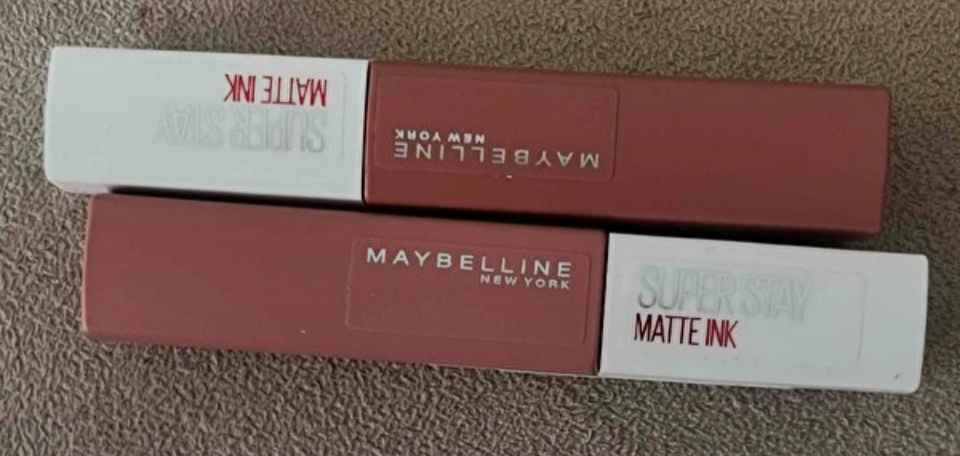 MATTE INK
SUPER STAY
MAYBELLINE
NEW YORK
MAYBELLINE
NEW YORK
SUPER STAY
MATTE INK